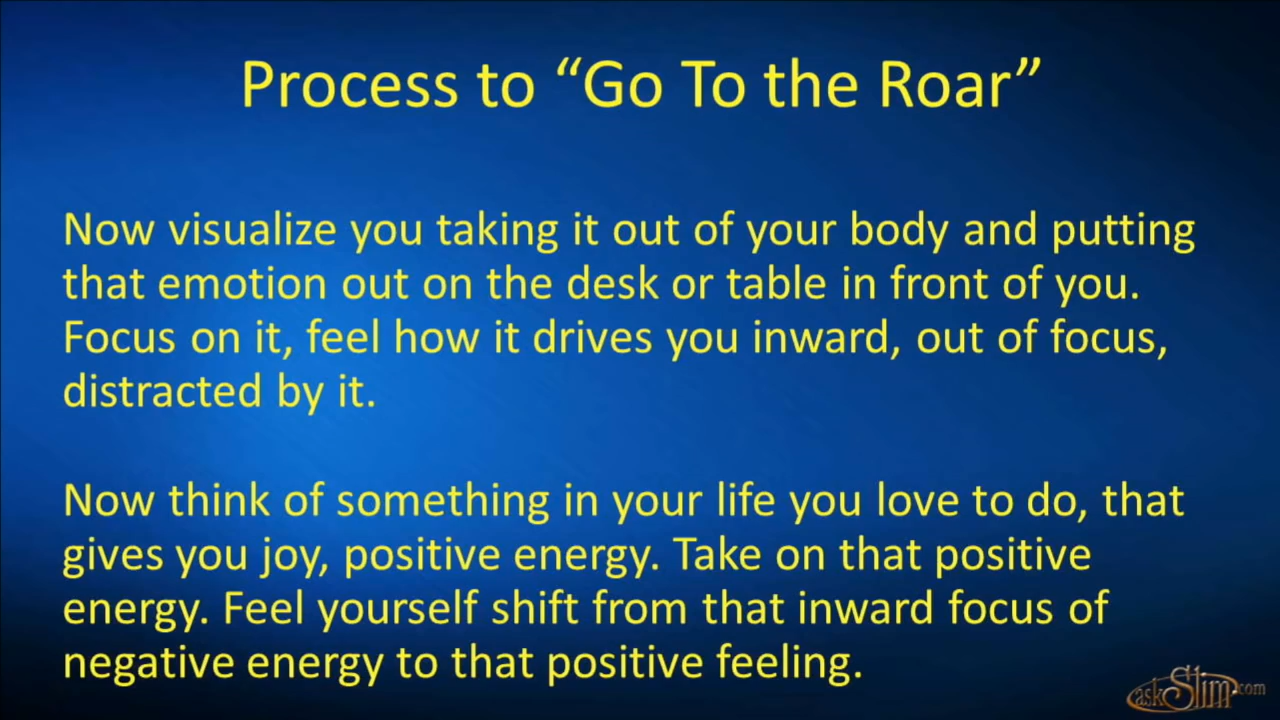 Process to “Go To the Roar”
Now visualize you taking it out of your body and putting
that emotion out on the desk or table in front of you.
Focus on it, feel how it drives you inward, out of focus,
distracted by it.
Now think of something in your life you love to do, that
gives you joy, positive energy. Take on that positive
energy. Feel yourself shift from that inward focus of
negative energy to that positive feeling.
askSlim.com